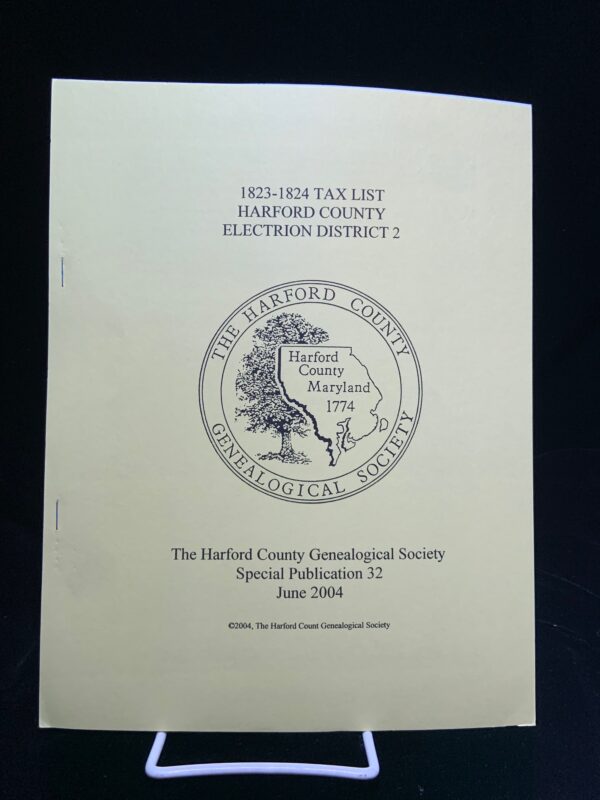 1823-1824 TAX LIST
HARFORD COUNTY
ELECTRION DISTRICT 2
THE HARFORD COUNTY
Harford
County
Maryland
1774
GENEALOGICAL SOCIETY
The Harford County Genealogical Society
Special Publication 32
June 2004
©2004, The Harford Count Genealogical Society